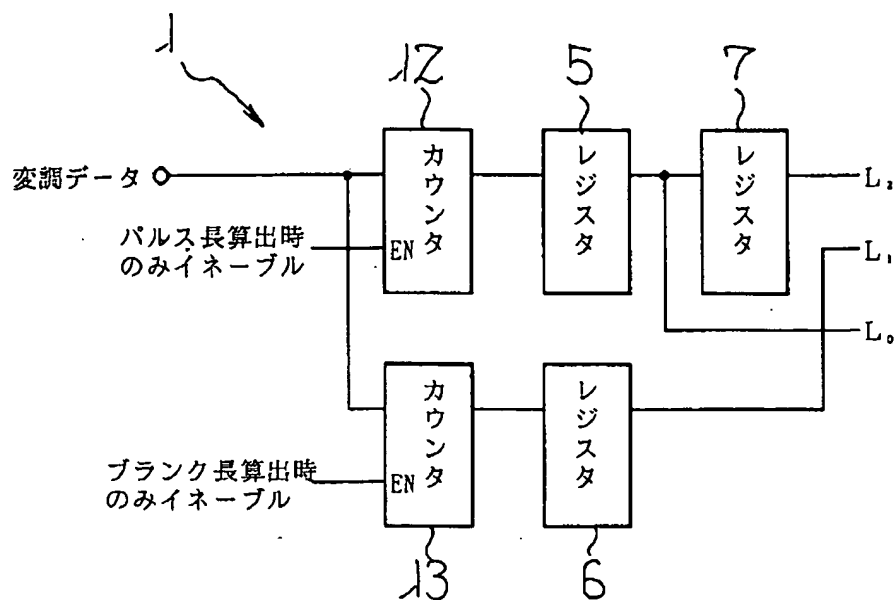 1
12
5
7
変調データ
カウンタ
レジスタ
レジスタ
L₂
パルス長算出時
のみイネーブル
EN
L₁
L₀
カウンタ
レジスタ
ブランク長算出時
のみイネーブル
EN
13
6